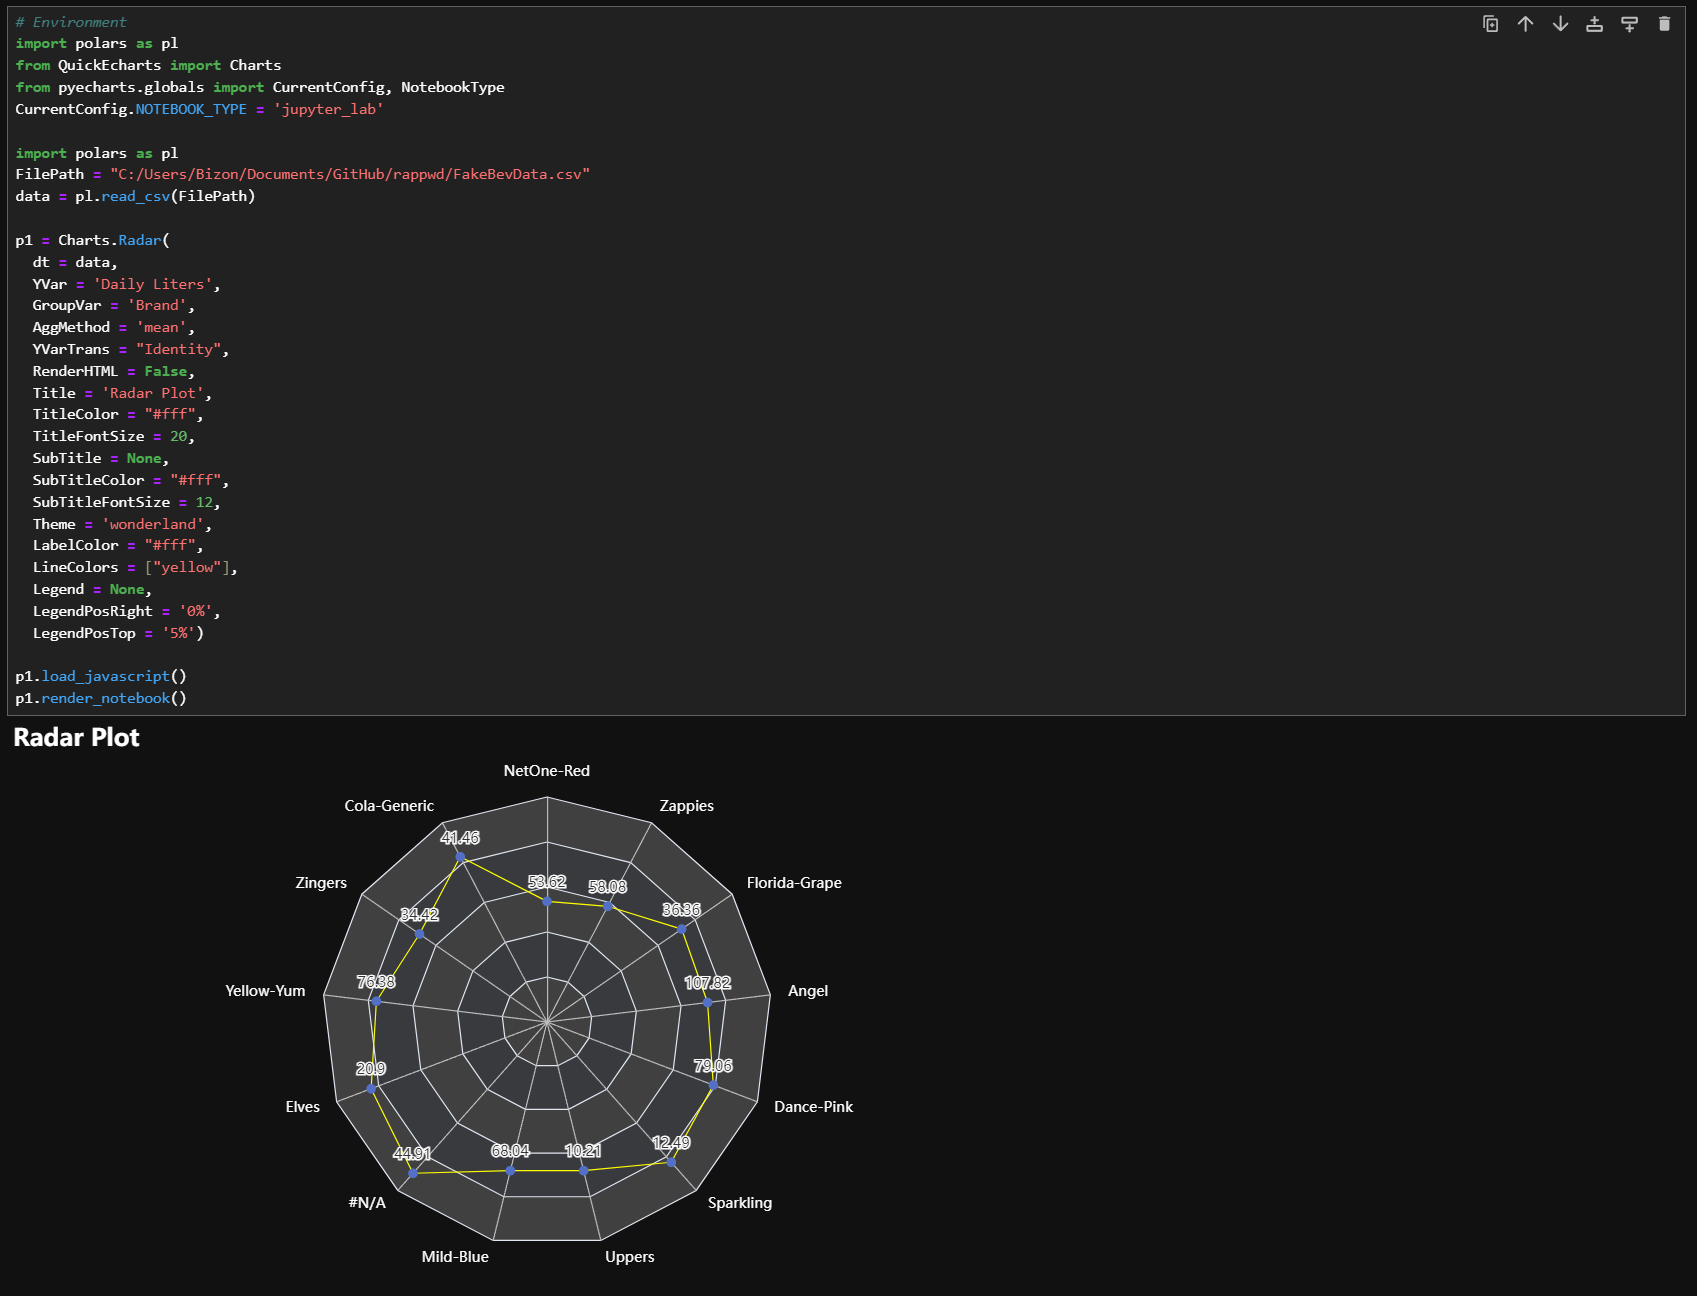 # Environment
import polars as pl
from QuickEcharts import Charts
from pyecharts.globals import CurrentConfig, NotebookType
CurrentConfig.NOTEBOOK_TYPE = 'jupyter_lab'
import polars as pl
FilePath = "C:/Users/Bizon/Documents/GitHub/rappwd/FakeBevData.csv"
data = pl.read_csv(FilePath)
p1 = Charts.Radar(
  dt = data,
  YVar = 'Daily Liters',
  GroupVar = 'Brand',
  AggMethod = 'mean',
  YVarTrans = "Identity",
  RenderHTML = False,
  Title = 'Radar Plot',
  TitleColor = "#fff",
  TitleFontSize = 20,
  SubTitle = None,
  SubTitleColor = "#fff",
  SubTitleFontSize = 12,
  Theme = 'wonderland',
  LabelColor = "#fff",
  LineColors = ["yellow"],
  Legend = None,
  LegendPosRight = '0%',
  LegendPosTop = '5%')
p1.load_javascript()
p1.render_notebook()
Radar Plot
NetOne-Red
Cola-Generic
Zappies
41.46
Zingers
53.62
58.08
Florida-Grape
34.42
36.36
Yellow-Yum
76.38
107.82
Angel
20.9
79.06
Elves
Dance-Pink
44.91
68.04
10.21
12.49
#N/A
Sparkling
Mild-Blue
Uppers